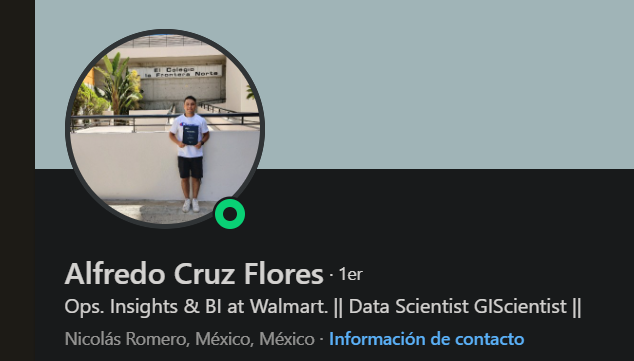 El Colegio
la Frontera Norte
Alfredo Cruz Flores · 1er
Ops. Insights & BI at Walmart. || Data Scientist GIScientist ||
Nicolás Romero, México, México · Información de contacto